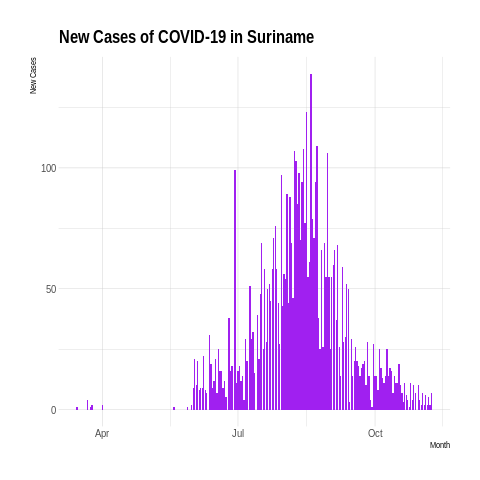 New Cases of COVID-19 in Suriname
New Cases
100
50
0
Apr
Jul
Oct
Month